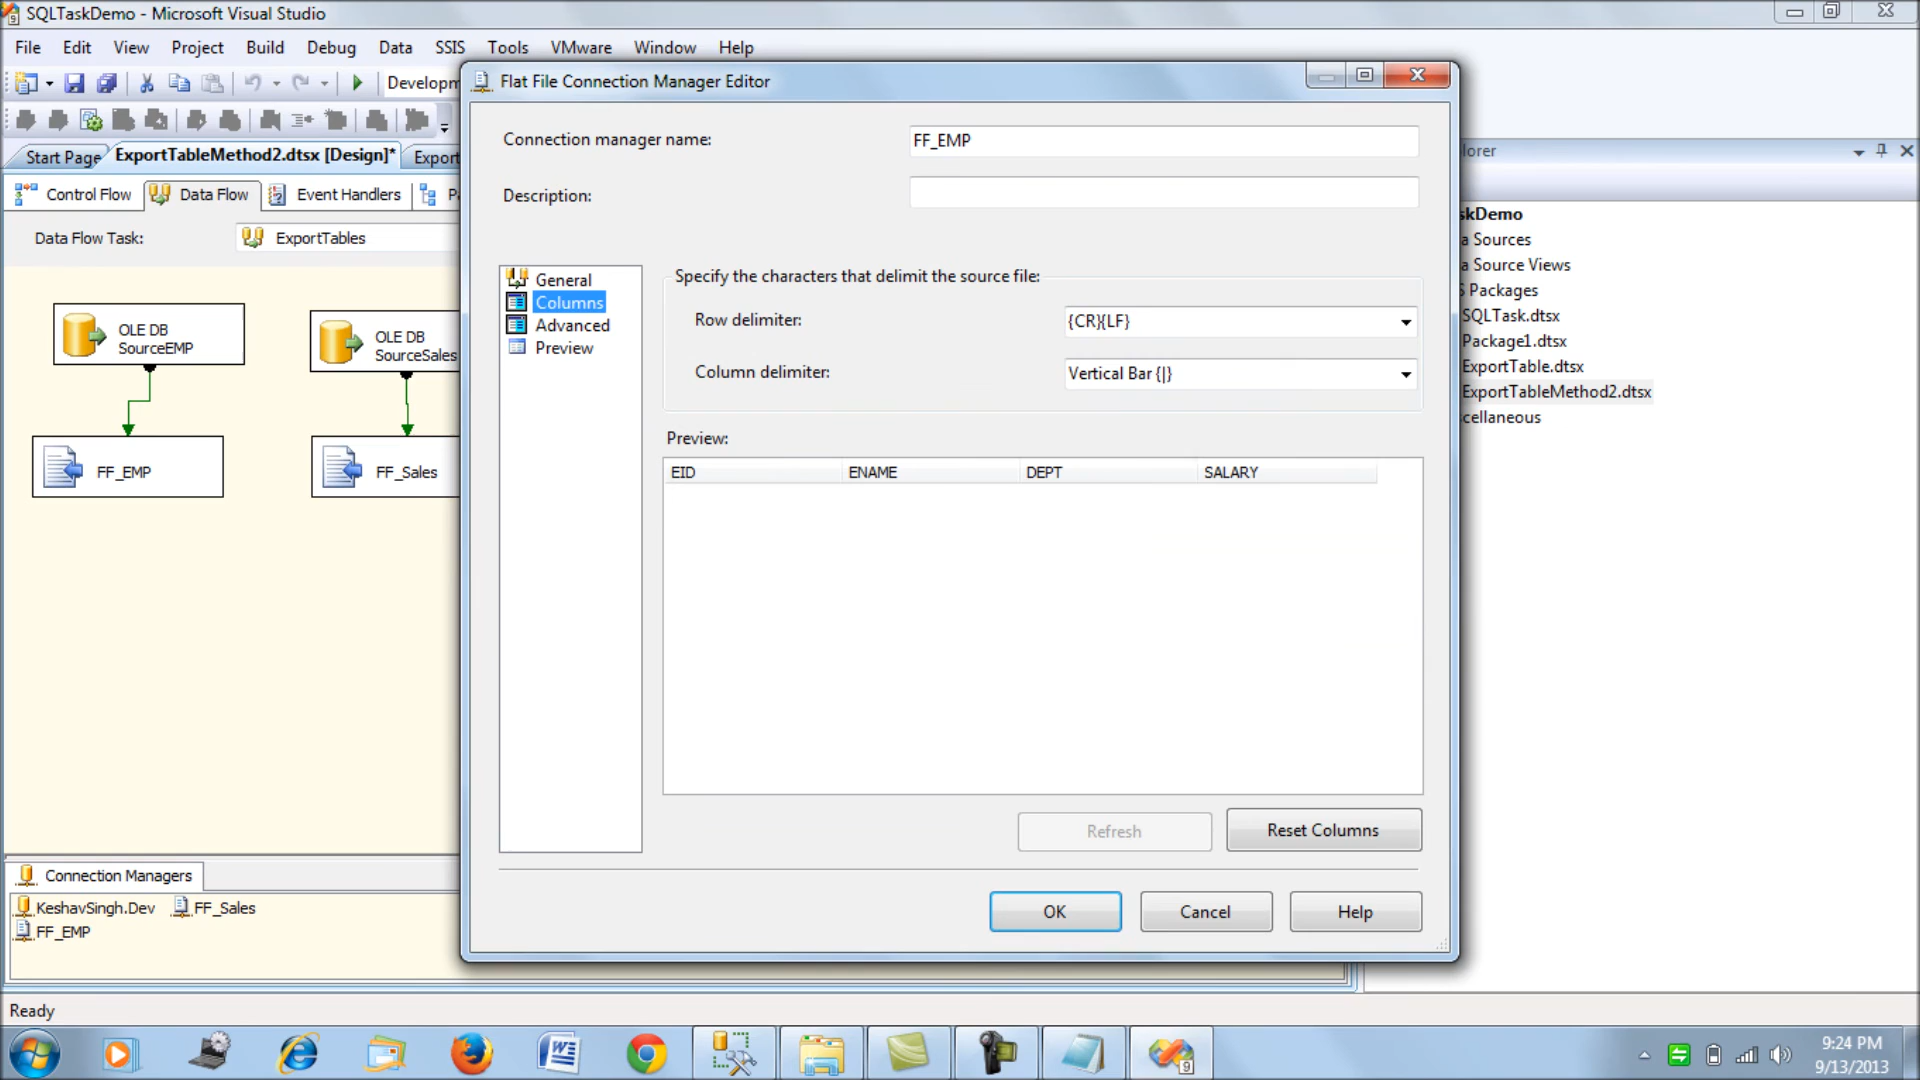 SQLTaskDemo - Microsoft Visual Studio
File Edit View Project Build Debug Data SSIS Tools VMware Window Help
Developm
Flat File Connection Manager Editor
Start Page ExportTableMethod2.dtsx [Design]* Export
Control Flow Data Flow Event Handlers
Data Flow Task: ExportTables
OLE DB
SourceEMP
OLE DB
SourceSales
FF_EMP
FF_Sales
Connection manager name: FF_EMP
Description:
General
Columns
Advanced
Preview
Specify the characters that delimit the source file:
Row delimiter: {CR}{LF}
Column delimiter: Vertical Bar {|}
Preview:
EID ENAME DEPT SALARY
Refresh Reset Columns
OK Cancel Help
lorer
skDemo
a Sources
a Source Views
S Packages
SQLTask.dtsx
Package1.dtsx
ExportTable.dtsx
ExportTableMethod2.dtsx
cellaneous
Connection Managers
KeshavSingh.Dev FF_Sales
FF_EMP
Ready
9:24 PM
9/13/2013